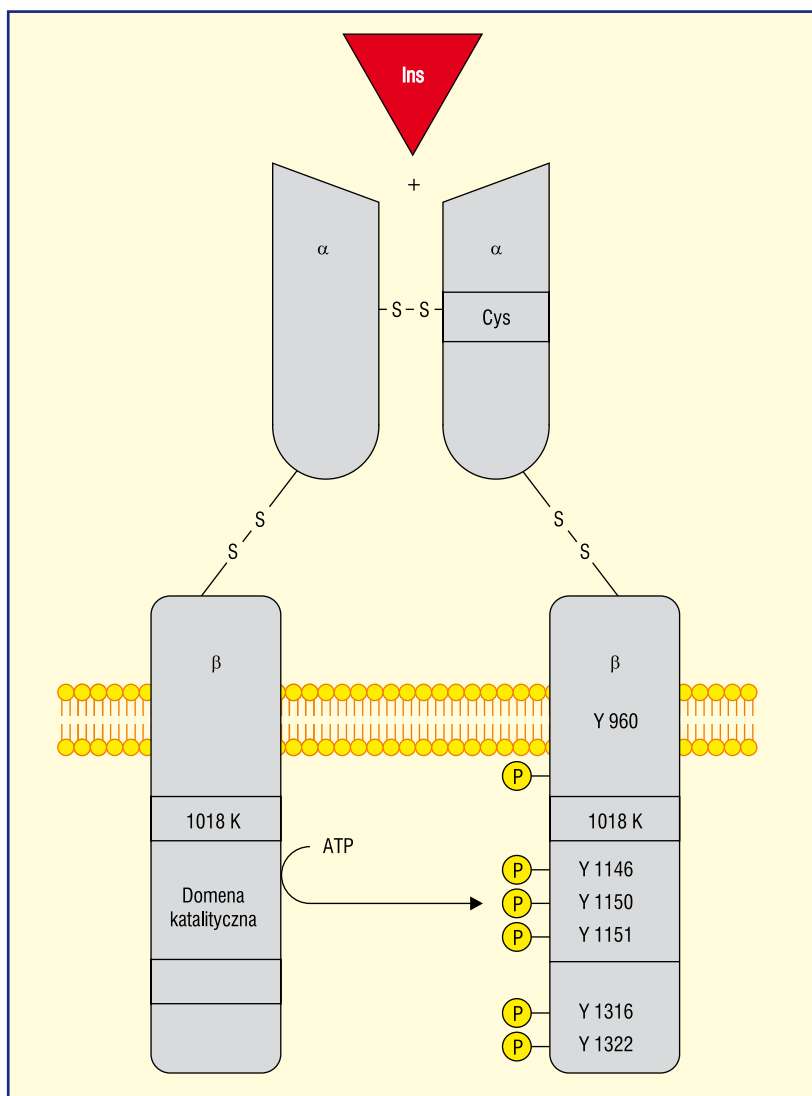 Ins
+
α α
S S
Cys
S S
S S
β β
Y 960
P
1018 K 1018 K
ATP
P Y 1146
Domena
P Y 1150
katalityczna
P Y 1151
P Y 1316
P Y 1322